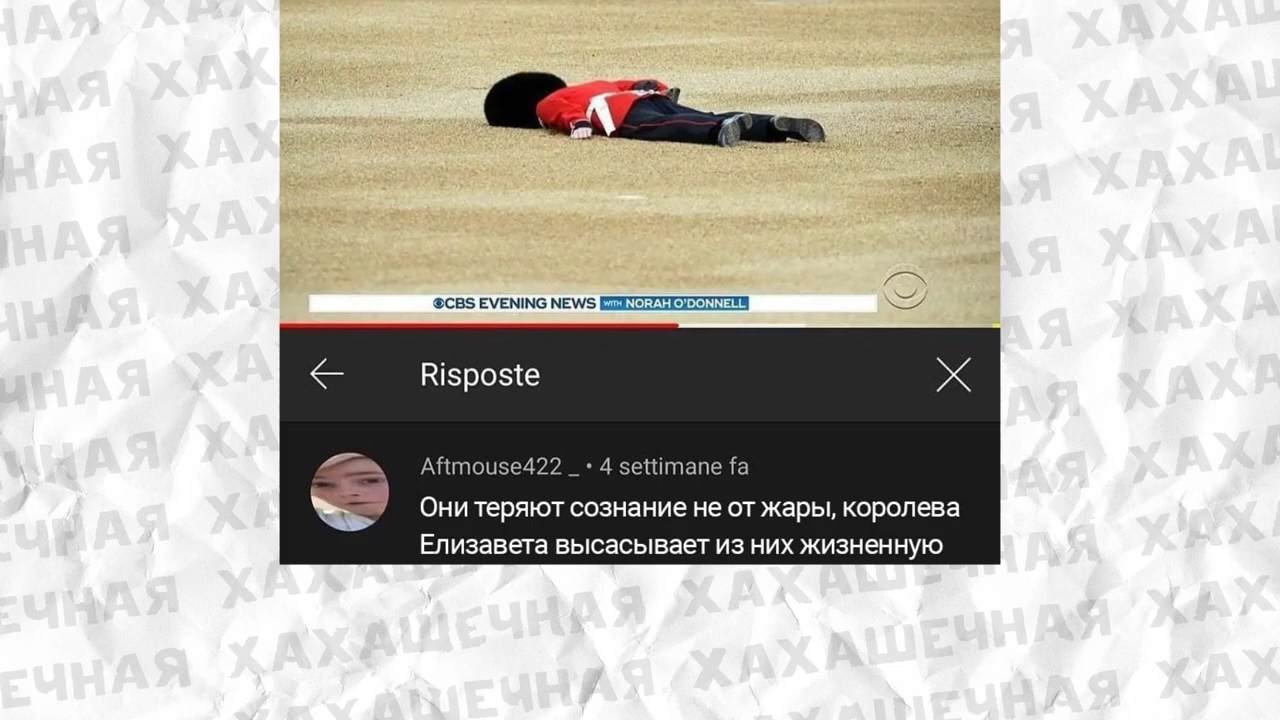 CBS EVENING NEWS WITH NORAH O'DONNELL
Risposte
Aftmouse422 _ • 4 settimane fa
Они теряют сознание не от жары, королева
Елизавета высасывает из них жизненную
ХАХАШЕЧНАЯ